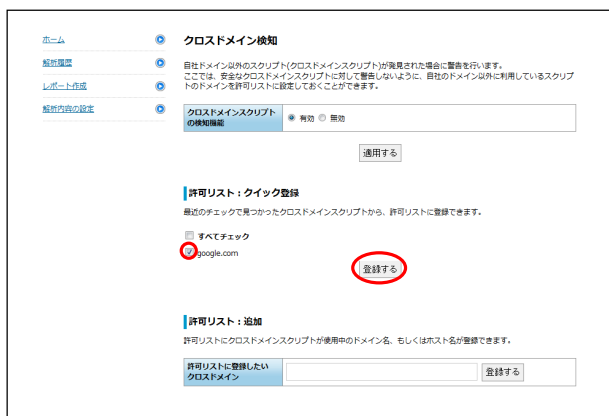 ホーム
解析履歴
レポート作成
解析内容の設定
クロスドメイン検知
自社ドメイン以外のスクリプト(クロスドメインスクリプト)が発見された場合に警告を行います。
ここでは、安全なクロスドメインスクリプトに対して警告しないように、自社のドメイン以外に利用しているスクリプ
トのドメインを許可リストに設定しておくことができます。
クロスドメインスクリプト
の検知機能
有効 無効
適用する
許可リスト：クイック登録
最近のチェックで見つかったクロスドメインスクリプトから、許可リストに登録できます。
すべてチェック
google.com
登録する
許可リスト：追加
許可リストにクロスドメインスクリプトが使用中のドメイン名、もしくはホスト名が登録できます。
許可リストに登録したい
クロスドメイン
登録する